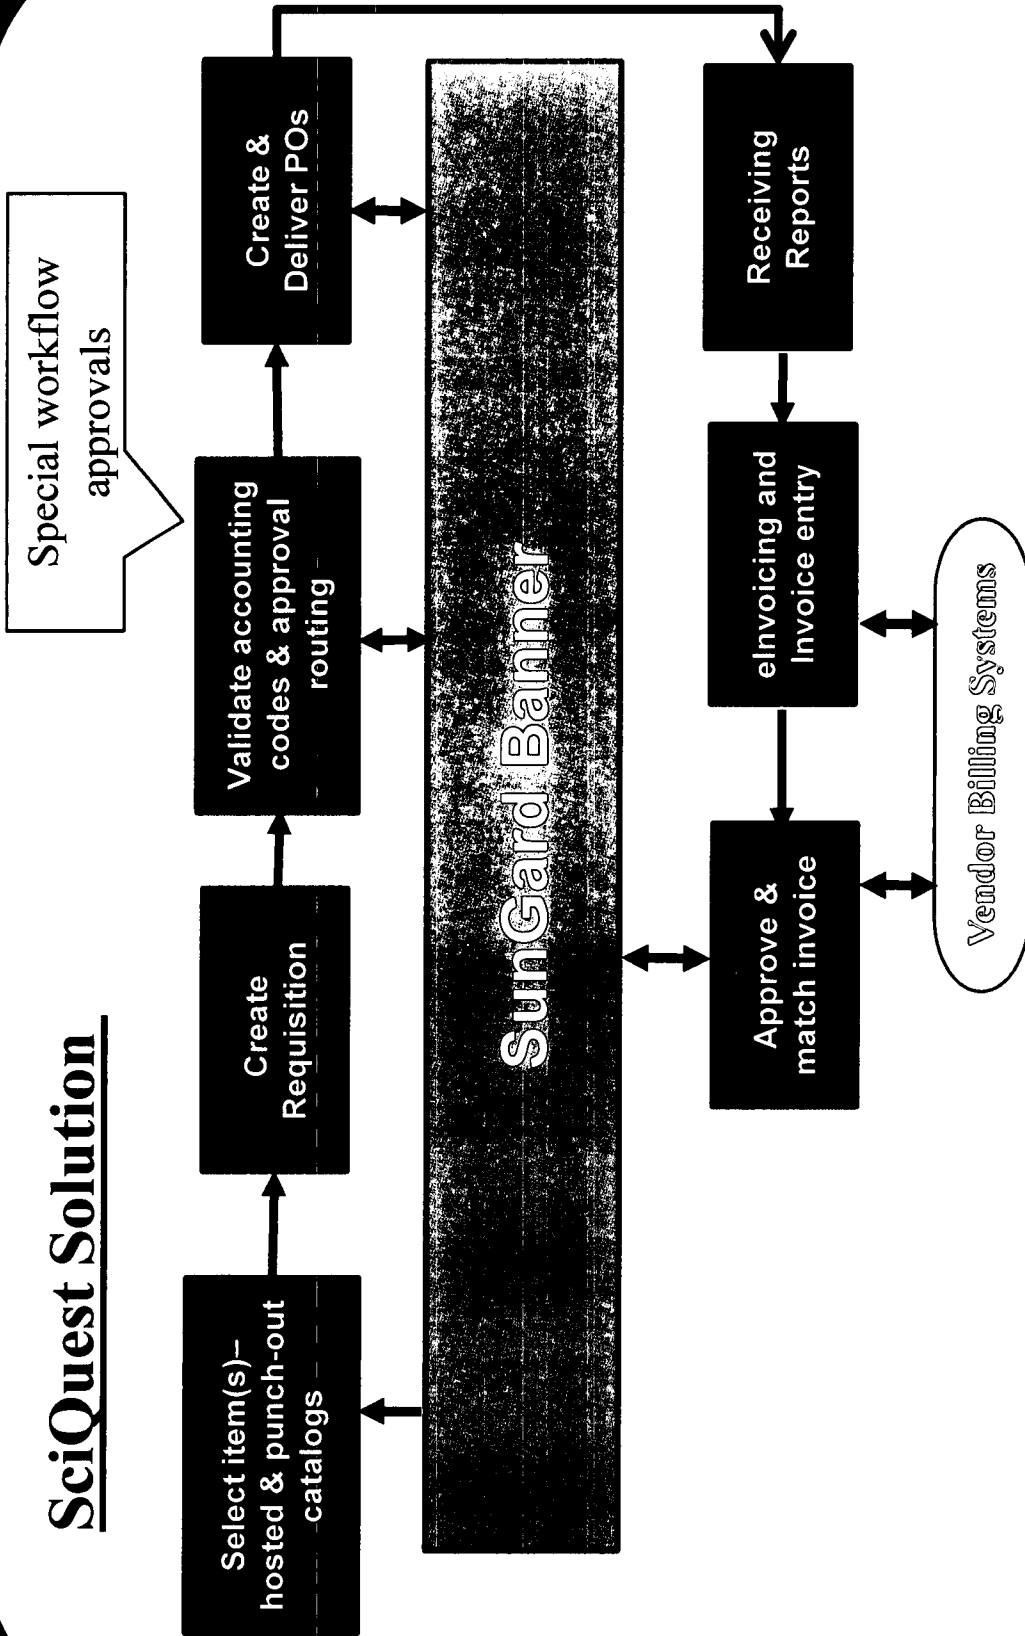 SciQuest Solution
Special workflow
approvals
Select item(s)–
hosted & punch-out
catalogs
Create
Requisition
Validate accounting
codes & approval
routing
Create &
Deliver POs
SunGard Banner
Approve &
match invoice
eInvoicing and
Invoice entry
Receiving
Reports
Vendor Billing Systems